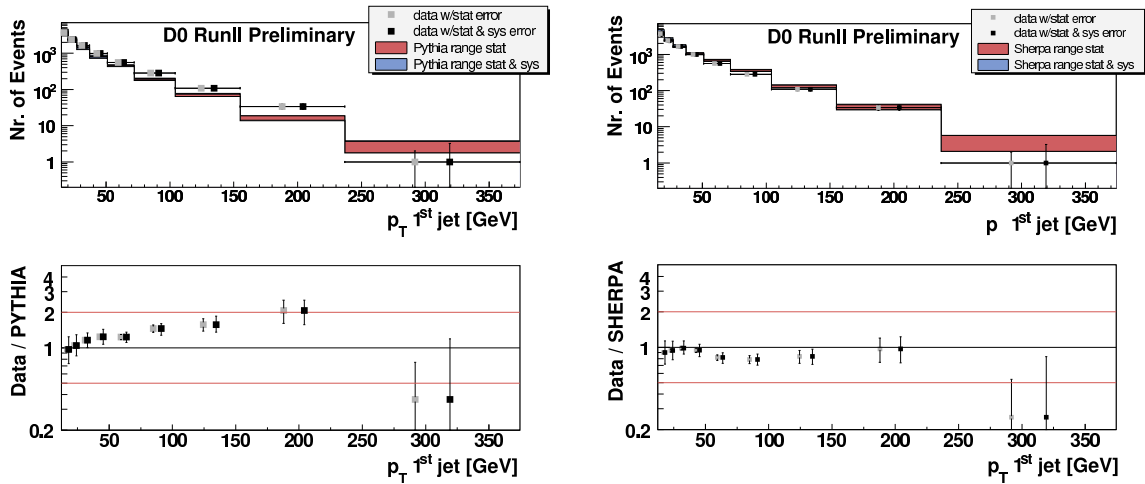 D0 RunII Preliminary
data w/stat error
data w/stat & sys error
Pythia range stat
Pythia range stat & sys
Nr. of Events
10³
10²
10
1
50 100 150 200 250 300 350
p_T 1st jet [GeV]
D0 RunII Preliminary
data w/stat error
data w/stat & sys error
Sherpa range stat
Sherpa range stat & sys
Nr. of Events
10³
10²
10
1
50 100 150 200 250 300 350
p 1st jet [GeV]
Data / PYTHIA
4
2
1
0.2
50 100 150 200 250 300 350
p_T 1st jet [GeV]
Data / SHERPA
4
2
1
0.2
50 100 150 200 250 300 350
p_T 1st jet [GeV]